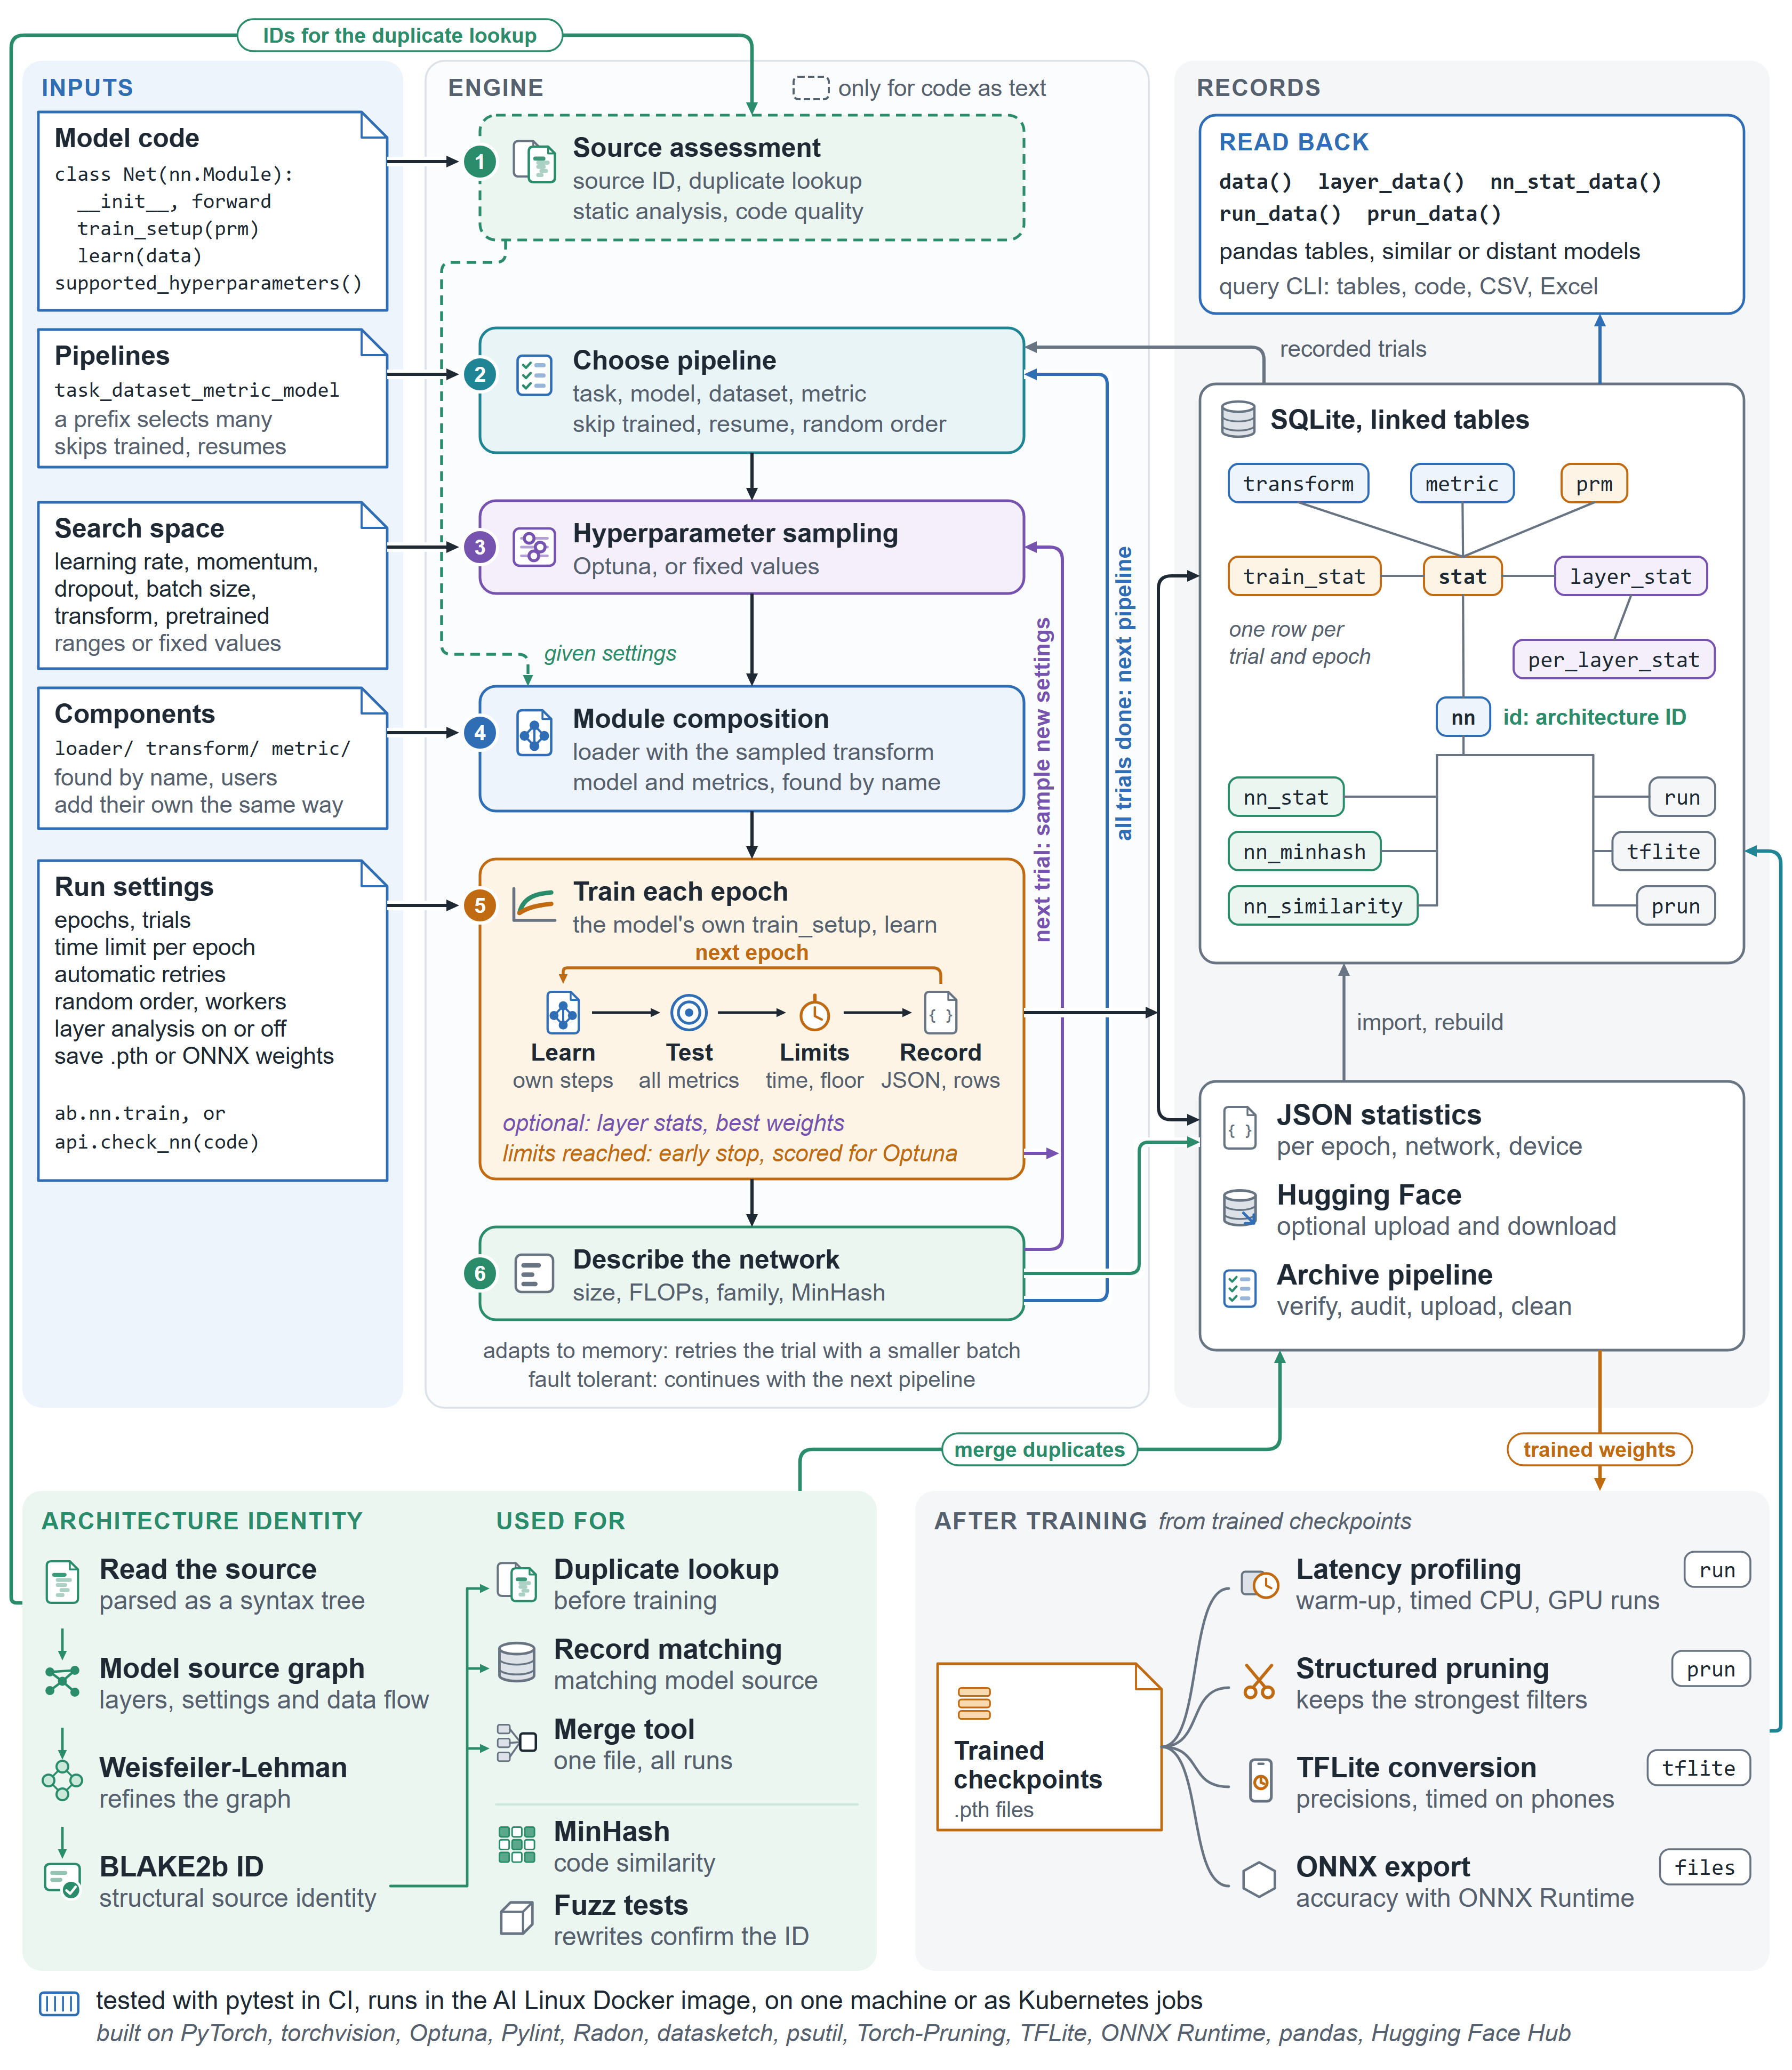 IDs for the duplicate lookup
INPUTS
Model code
class Net(nn.Module):
__init__, forward
train_setup(prm)
learn(data)
supported_hyperparameters()
Pipelines
task_dataset_metric_model
a prefix selects many
skips trained, resumes
Search space
learning rate, momentum,
dropout, batch size,
transform, pretrained
ranges or fixed values
Components
loader/ transform/ metric/
found by name, users
add their own the same way
Run settings
epochs, trials
time limit per epoch
automatic retries
random order, workers
layer analysis on or off
save .pth or ONNX weights
ab.nn.train, or
api.check_nn(code)
ENGINE
only for code as text
1
Source assessment
source ID, duplicate lookup
static analysis, code quality
2
Choose pipeline
task, model, dataset, metric
skip trained, resume, random order
3
Hyperparameter sampling
Optuna, or fixed values
given settings
4
Module composition
loader with the sampled transform
model and metrics, found by name
5
Train each epoch
the model's own train_setup, learn
next epoch
Learn
own steps
Test
all metrics
Limits
time, floor
Record
JSON, rows
{ }
optional: layer stats, best weights
limits reached: early stop, scored for Optuna
6
Describe the network
size, FLOPs, family, MinHash
adapts to memory: retries the trial with a smaller batch
fault tolerant: continues with the next pipeline
next trial: sample new settings
all trials done: next pipeline
RECORDS
READ BACK
data() layer_data() nn_stat_data()
run_data() prun_data()
pandas tables, similar or distant models
query CLI: tables, code, CSV, Excel
recorded trials
SQLite, linked tables
transform
metric
prm
train_stat
stat
layer_stat
one row per
trial and epoch
per_layer_stat
nn
id: architecture ID
nn_stat
run
nn_minhash
tflite
nn_similarity
prun
import, rebuild
{ }
JSON statistics
per epoch, network, device
Hugging Face
optional upload and download
Archive pipeline
verify, audit, upload, clean
merge duplicates
trained weights
ARCHITECTURE IDENTITY
Read the source
parsed as a syntax tree
Model source graph
layers, settings and data flow
Weisfeiler-Lehman
refines the graph
BLAKE2b ID
structural source identity
USED FOR
Duplicate lookup
before training
Record matching
matching model source
Merge tool
one file, all runs
MinHash
code similarity
Fuzz tests
rewrites confirm the ID
AFTER TRAINING from trained checkpoints
Trained
checkpoints
.pth files
Latency profiling
warm-up, timed CPU, GPU runs
run
Structured pruning
keeps the strongest filters
prun
TFLite conversion
precisions, timed on phones
tflite
ONNX export
accuracy with ONNX Runtime
files
tested with pytest in CI, runs in the AI Linux Docker image, on one machine or as Kubernetes jobs
built on PyTorch, torchvision, Optuna, Pylint, Radon, datasketch, psutil, Torch-Pruning, TFLite, ONNX Runtime, pandas, Hugging Face Hub